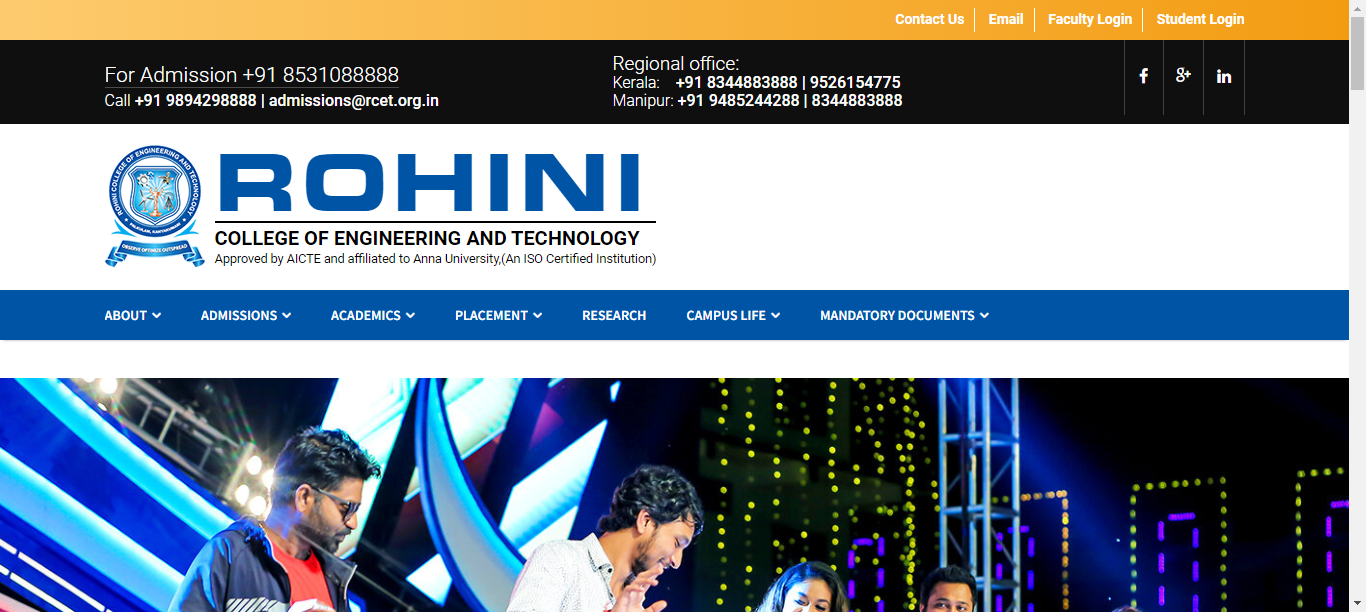 Contact Us Email Faculty Login Student Login
For Admission +91 8531088888
Call +91 9894298888 | admissions@rcet.org.in
Regional office:
Kerala: +91 8344883888 | 9526154775
Manipur: +91 9485244288 | 8344883888
ROHINI COLLEGE OF ENGINEERING AND TECHNOLOGY
PALKULAM, KANYAKUMARI
OBSERVE OPTIMIZE OUTSPREAD
ROHINI
COLLEGE OF ENGINEERING AND TECHNOLOGY
Approved by AICTE and affiliated to Anna University,(An ISO Certified Institution)
ABOUT ADMISSIONS ACADEMICS PLACEMENT RESEARCH CAMPUS LIFE MANDATORY DOCUMENTS